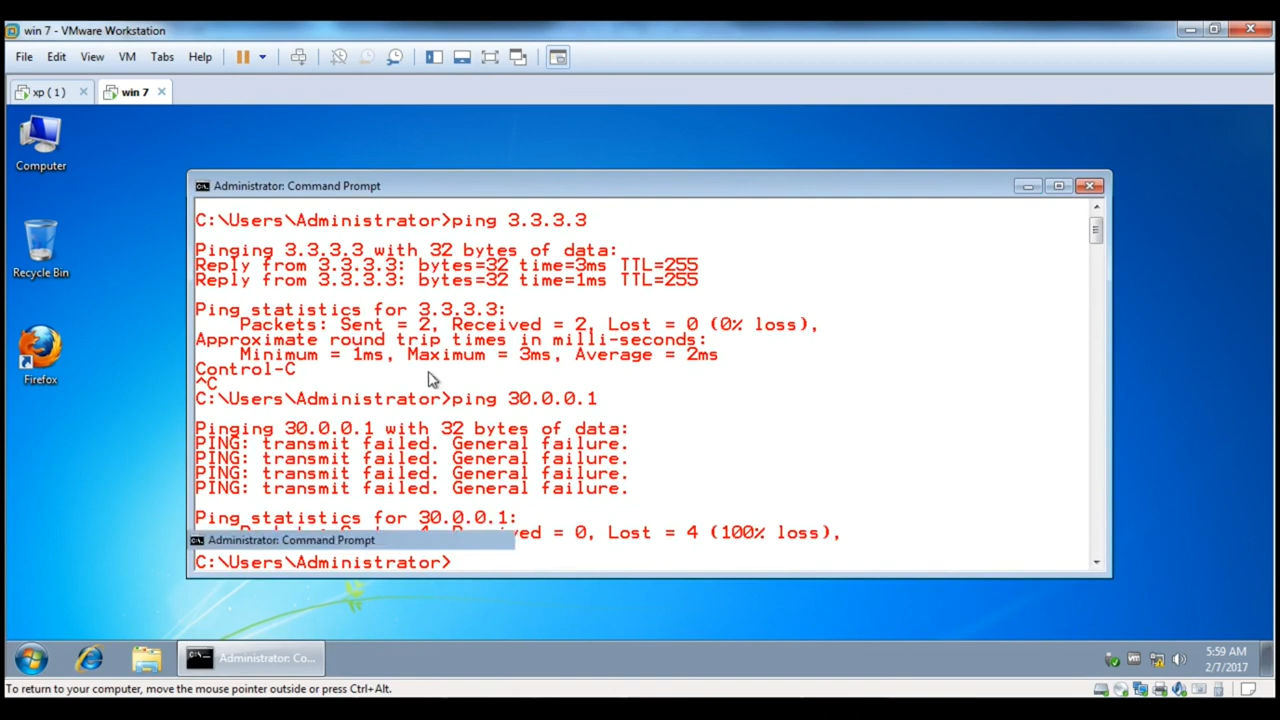 win 7 - VMware Workstation
File Edit View VM Tabs Help
xp ( 1 ) win 7
Computer
Recycle Bin
Firefox
Administrator: Command Prompt
C:\Users\Administrator>ping 3.3.3.3
Pinging 3.3.3.3 with 32 bytes of data:
Reply from 3.3.3.3: bytes=32 time=3ms TTL=255
Reply from 3.3.3.3: bytes=32 time=1ms TTL=255
Ping statistics for 3.3.3.3:
Packets: Sent = 2, Received = 2, Lost = 0 (0% loss),
Approximate round trip times in milli-seconds:
Minimum = 1ms, Maximum = 3ms, Average = 2ms
Control-C
^C
C:\Users\Administrator>ping 30.0.0.1
Pinging 30.0.0.1 with 32 bytes of data:
PING: transmit failed. General failure.
PING: transmit failed. General failure.
PING: transmit failed. General failure.
PING: transmit failed. General failure.
Ping statistics for 30.0.0.1:
= 0, Lost = 4 (100% loss),
Administrator: Command Prompt
C:\Users\Administrator>
Administrator: Co...
5:59 AM
2/7/2017
To return to your computer, move the mouse pointer outside or press Ctrl+Alt.